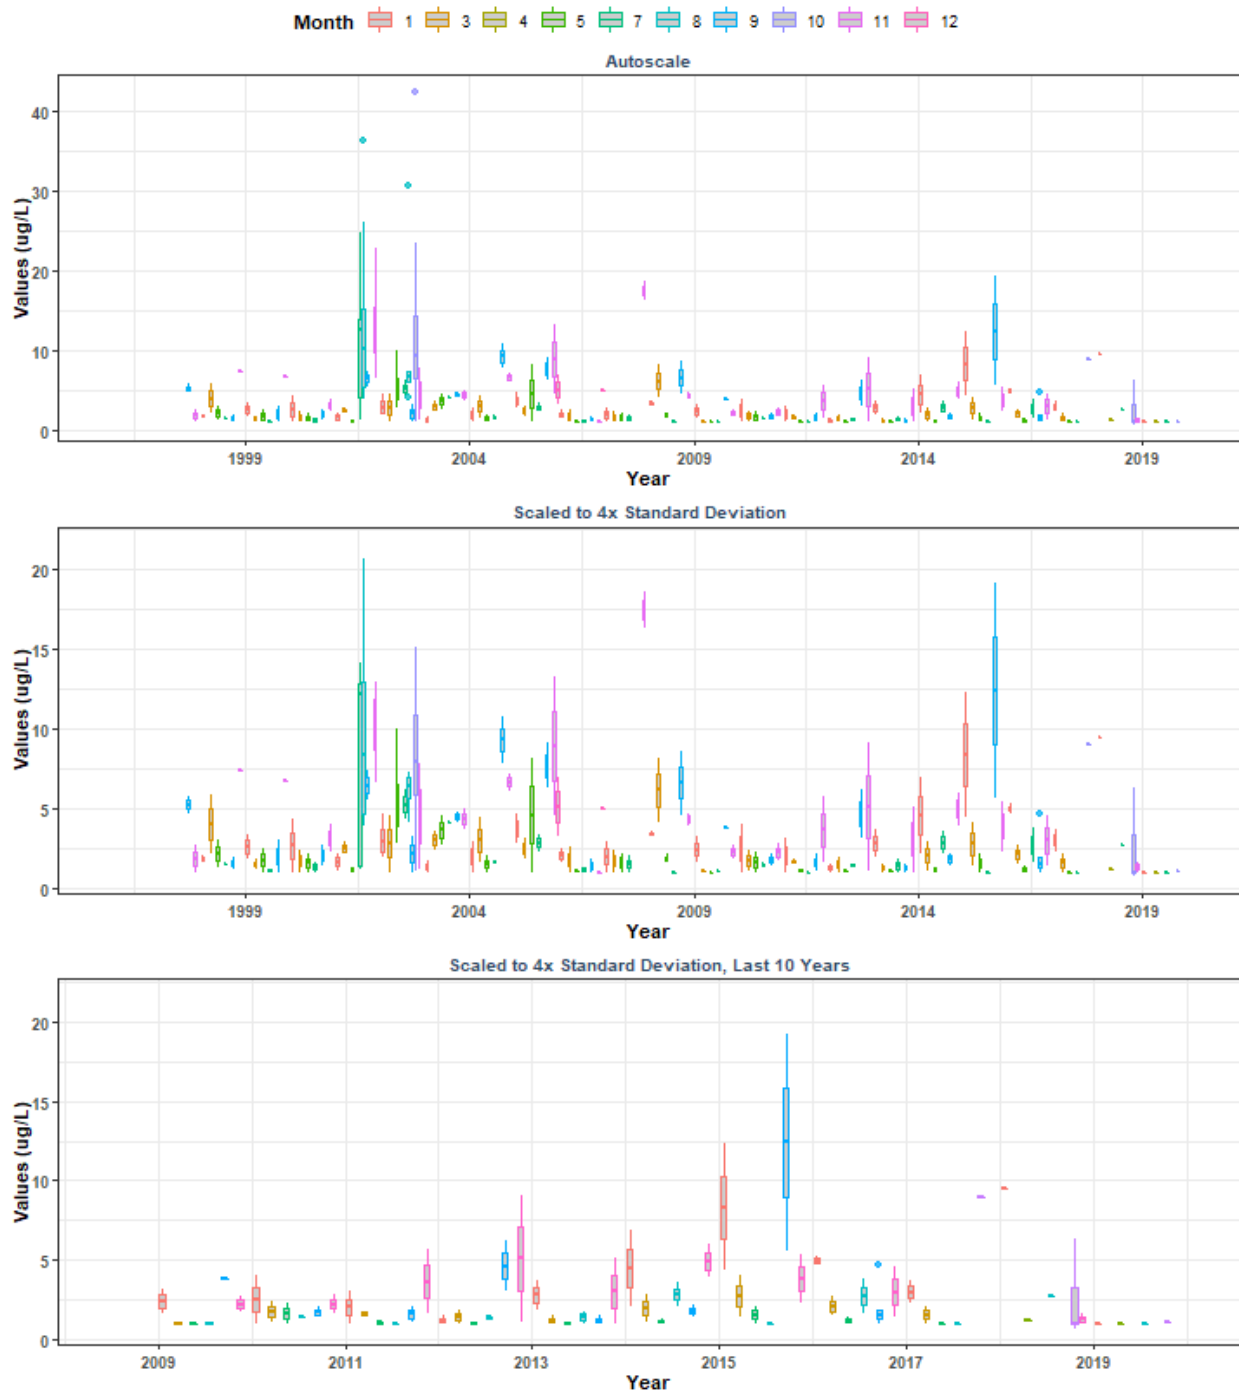 Month 1 3 4 5 7 8 9 10 11 12
Autoscale
Values (ug/L)
40
30
20
10
0
1999 2004 2009 2014 2019
Year
Scaled to 4x Standard Deviation
Values (ug/L)
20
15
10
5
0
1999 2004 2009 2014 2019
Year
Scaled to 4x Standard Deviation, Last 10 Years
Values (ug/L)
20
15
10
5
0
2009 2011 2013 2015 2017 2019
Year